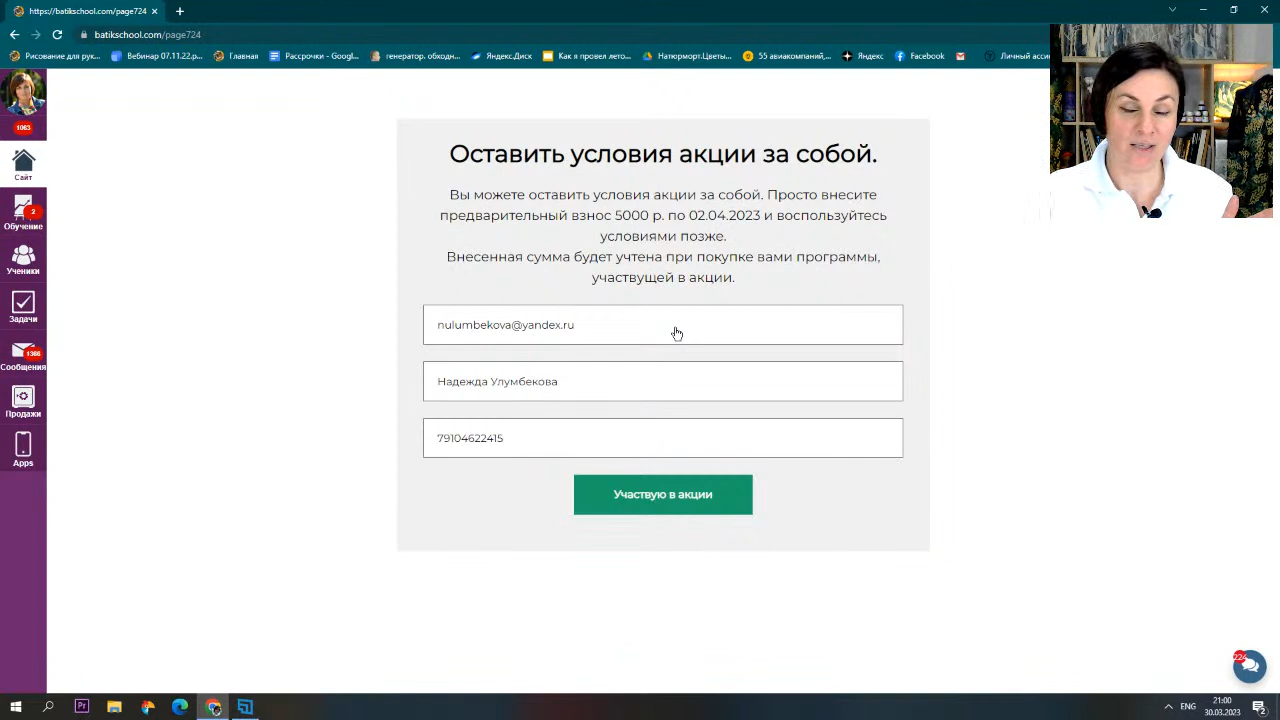 https://batikschool.com/page724
batikschool.com/page724
Рисование для рук...
Вебинар 07.11.22.р...
Главная
Рассрочки - Googl...
генератор. обходн...
Яндекс.Диск
Как я провел лето...
Натюрморт.Цветы...
55 авиакомпаний,...
Яндекс
Facebook
Личный асси
1063
Сайт
2
Обучение
Ученики
Задачи
1366
Сообщения
Продажи
Apps
Оставить условия акции за собой.
Вы можете оставить условия акции за собой. Просто внесите
предварительный взнос 5000 р. по 02.04.2023 и воспользуйтесь
условиями позже.
Внесенная сумма будет учтена при покупке вами программы,
участвущей в акции.
nulumbekova@yandex.ru
Надежда Улумбекова
79104622415
Участвую в акции
224
Pr
ENG
21:00
30.03.2023
2